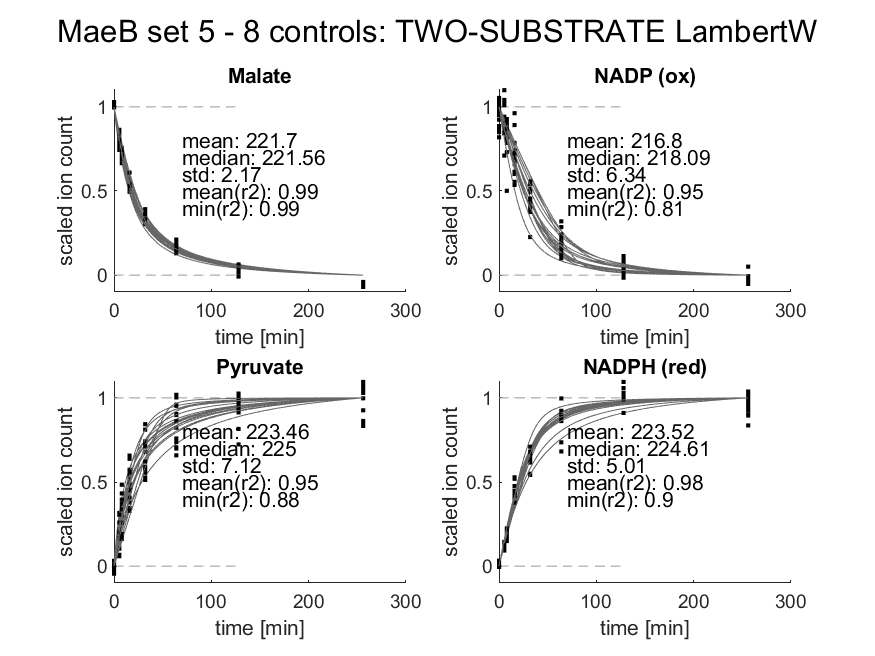 MaeB set 5 - 8 controls: TWO-SUBSTRATE LambertW
Malate
scaled ion count
1
0.5
0
mean: 221.7
median: 221.56
std: 2.17
mean(r2): 0.99
min(r2): 0.99
0 100 200 300
time [min]
NADP (ox)
scaled ion count
1
0.5
0
mean: 216.8
median: 218.09
std: 6.34
mean(r2): 0.95
min(r2): 0.81
0 100 200 300
time [min]
Pyruvate
scaled ion count
1
0.5
0
mean: 223.46
median: 225
std: 7.12
mean(r2): 0.95
min(r2): 0.88
0 100 200 300
time [min]
NADPH (red)
scaled ion count
1
0.5
0
mean: 223.52
median: 224.61
std: 5.01
mean(r2): 0.98
min(r2): 0.9
0 100 200 300
time [min]